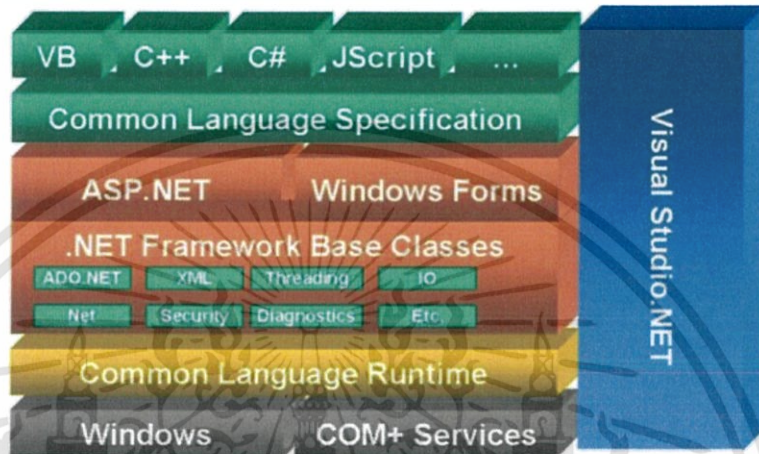 VB C++ C# JScript ...
Common Language Specification
ASP.NET Windows Forms
.NET Framework Base Classes
ADO.NET XML Threading IO
Net Security Diagnostics Etc.
Common Language Runtime
Windows COM+ Services
Visual Studio.NET